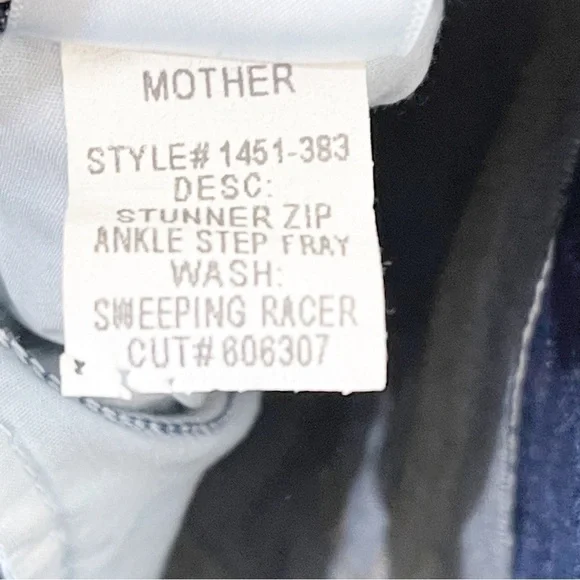 MOTHER
STYLE# 1451-383
DESC:
STUNNER ZIP
ANKLE STEP FRAY
WASH:
SWEEPING RACER
CUT# 606307